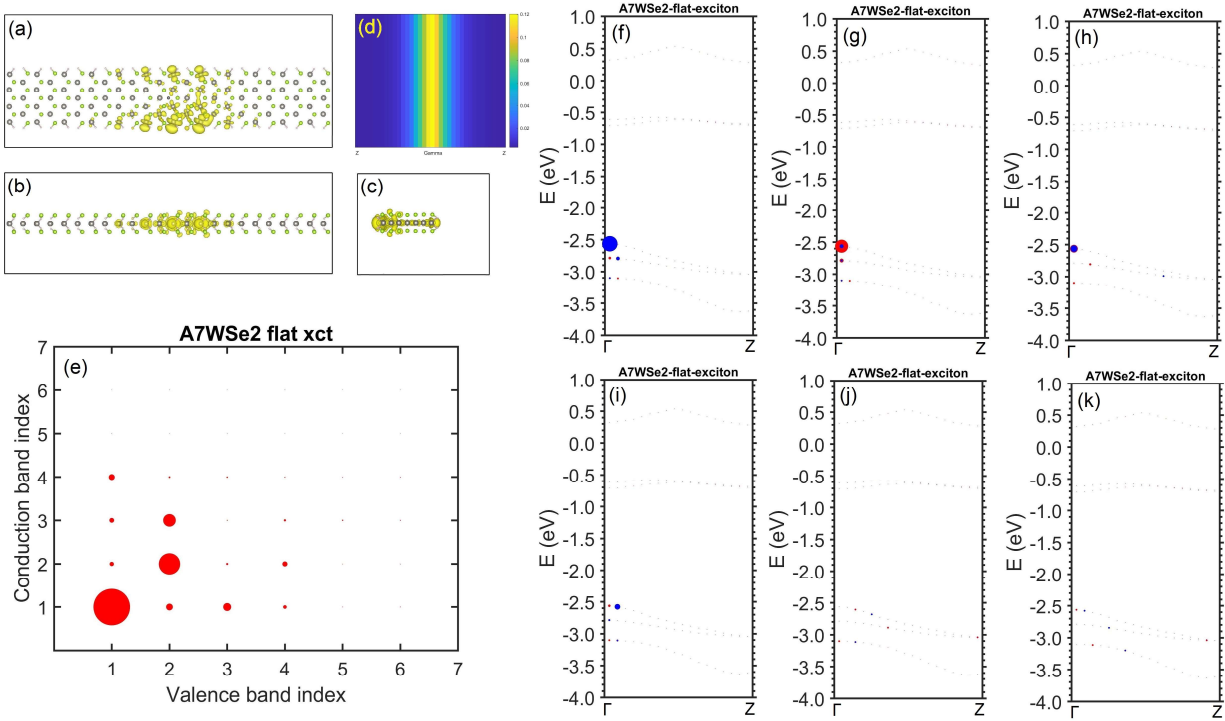 (a)
(b)
(c)
(d)
0.12
0.1
0.08
0.06
0.04
0.02
Z
Gamma
Z
A7WSe2 flat xct
(e)
7
6
5
4
3
2
1
Conduction band index
1 2 3 4 5 6 7
Valence band index
A7WSe2-flat-exciton
(f)
1.0
0.5
0.0
-0.5
-1.0
-1.5
-2.0
-2.5
-3.0
-3.5
-4.0
E (eV)
Γ Z
A7WSe2-flat-exciton
(g)
1.0
0.5
0.0
-0.5
-1.0
-1.5
-2.0
-2.5
-3.0
-3.5
-4.0
E (eV)
Γ Z
A7WSe2-flat-exciton
(h)
1.0
0.5
0.0
-0.5
-1.0
-1.5
-2.0
-2.5
-3.0
-3.5
-4.0
E (eV)
Γ Z
A7WSe2-flat-exciton
(i)
1.0
0.5
0.0
-0.5
-1.0
-1.5
-2.0
-2.5
-3.0
-3.5
-4.0
E (eV)
Γ Z
A7WSe2-flat-exciton
(j)
1.0
0.5
0.0
-0.5
-1.0
-1.5
-2.0
-2.5
-3.0
-3.5
-4.0
E (eV)
Γ Z
A7WSe2-flat-exciton
(k)
1.0
0.5
0.0
-0.5
-1.0
-1.5
-2.0
-2.5
-3.0
-3.5
-4.0
E (eV)
Γ Z